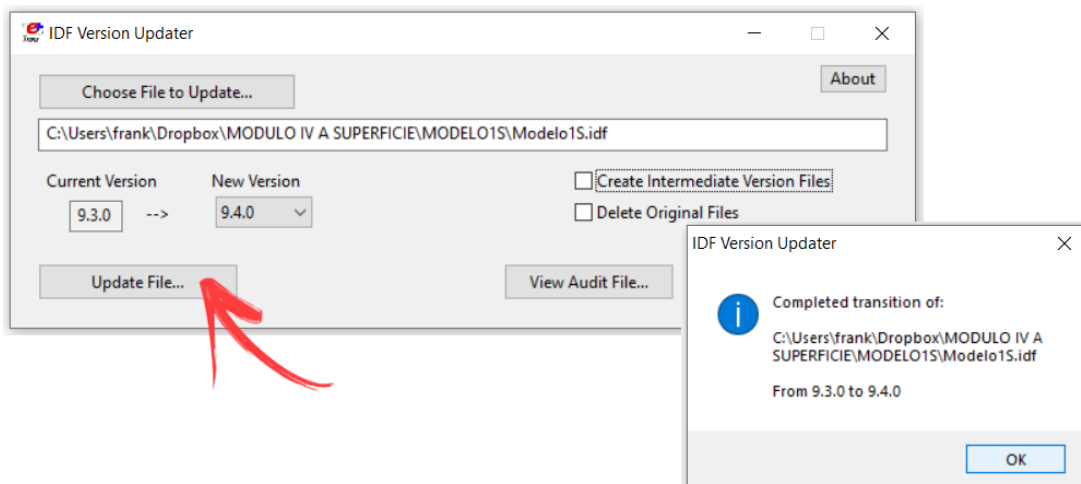 IDF Version Updater
About
Choose File to Update...
C:\Users\frank\Dropbox\MODULO IV A SUPERFICIE\MODELO1S\Modelo1S.idf
Current Version
New Version
Create Intermediate Version Files
9.3.0
-->
9.4.0
Delete Original Files
Update File...
View Audit File...
IDF Version Updater
Completed transition of:
C:\Users\frank\Dropbox\MODULO IV A
SUPERFICIE\MODELO1S\Modelo1S.idf
From 9.3.0 to 9.4.0
OK